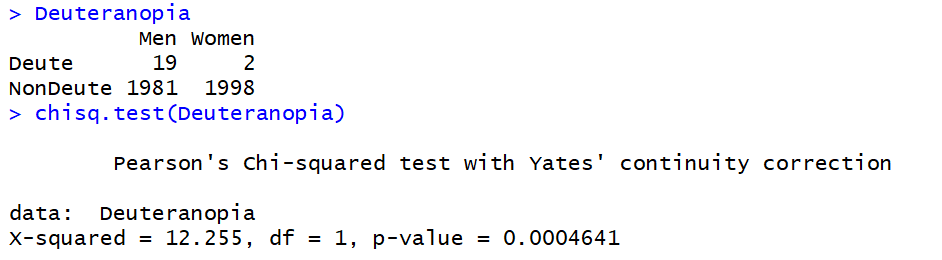 > Deuteranopia
Men Women
Deute 19 2
NonDeute 1981 1998
> chisq.test(Deuteranopia)
Pearson's Chi-squared test with Yates' continuity correction
data: Deuteranopia
X-squared = 12.255, df = 1, p-value = 0.0004641